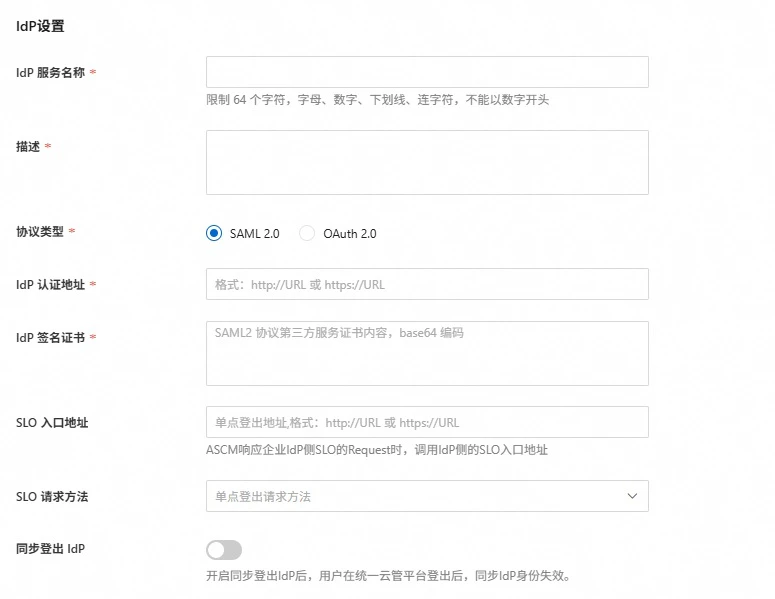 IdP设置
IdP 服务名称 *
限制 64 个字符，字母、数字、下划线、连字符，不能以数字开头
描述 *
协议类型 *
SAML 2.0
OAuth 2.0
IdP 认证地址 *
格式：http://URL 或 https://URL
IdP 签名证书 *
SAML2 协议第三方服务证书内容，base64 编码
SLO 入口地址
单点登出地址,格式：http://URL 或 https://URL
ASCM响应企业IdP侧SLO的Request时，调用IdP侧的SLO入口地址
SLO 请求方法
单点登出请求方法
同步登出 IdP
开启同步登出IdP后，用户在统一云管平台登出后，同步IdP身份失效。